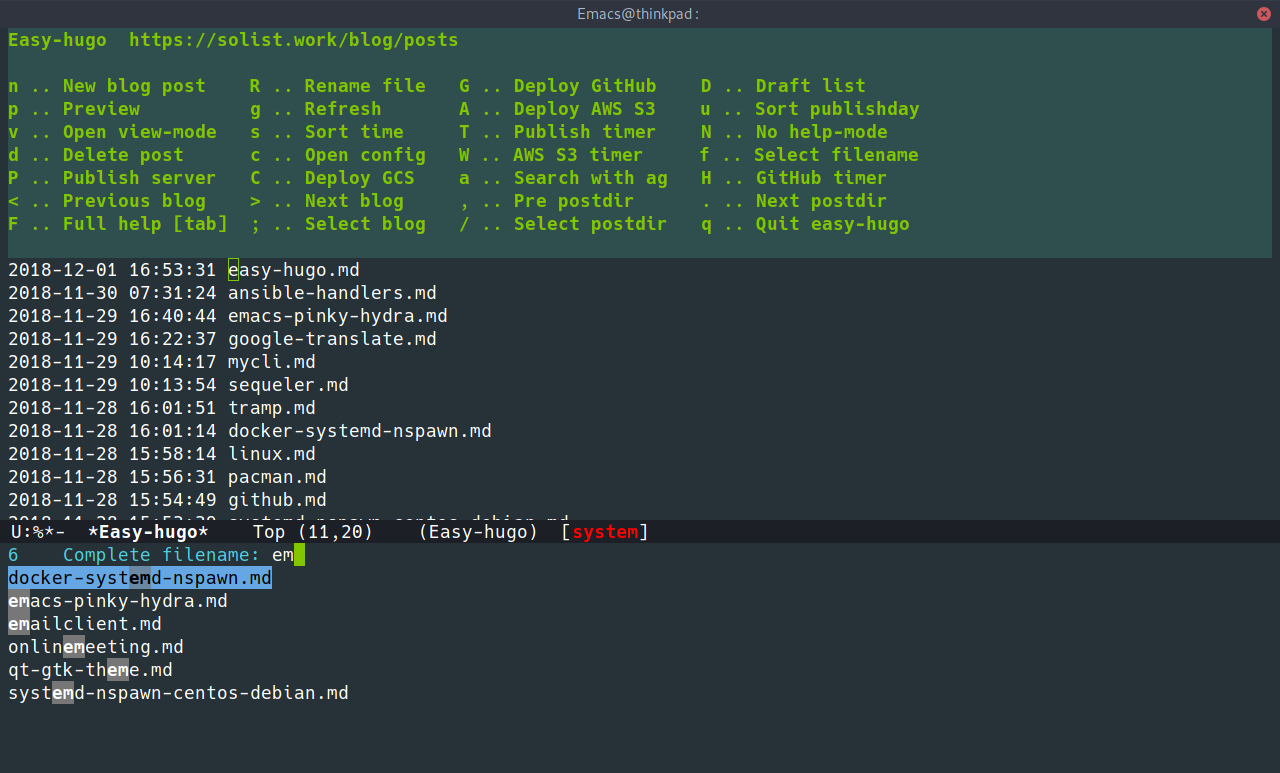 Emacs@thinkpad:
Easy-hugo  https://solist.work/blog/posts
n .. New blog post    R .. Rename file   G .. Deploy GitHub    D .. Draft list
p .. Preview          g .. Refresh       A .. Deploy AWS S3    u .. Sort publishday
v .. Open view-mode   s .. Sort time     T .. Publish timer    N .. No help-mode
d .. Delete post      c .. Open config   W .. AWS S3 timer     f .. Select filename
P .. Publish server   C .. Deploy GCS    a .. Search with ag   H .. GitHub timer
< .. Previous blog    > .. Next blog     , .. Pre postdir      . .. Next postdir
F .. Full help [tab]  ; .. Select blog   / .. Select postdir   q .. Quit easy-hugo
2018-12-01 16:53:31 easy-hugo.md
2018-11-30 07:31:24 ansible-handlers.md
2018-11-29 16:40:44 emacs-pinky-hydra.md
2018-11-29 16:22:37 google-translate.md
2018-11-29 10:14:17 mycli.md
2018-11-29 10:13:54 sequeler.md
2018-11-28 16:01:51 tramp.md
2018-11-28 16:01:14 docker-systemd-nspawn.md
2018-11-28 15:58:14 linux.md
2018-11-28 15:56:31 pacman.md
2018-11-28 15:54:49 github.md
U:%*-  *Easy-hugo*    Top (11,20)    (Easy-hugo)  [system]
6    Complete filename: em
docker-systemd-nspawn.md
emacs-pinky-hydra.md
emailclient.md
onlinemeeting.md
qt-gtk-theme.md
systemd-nspawn-centos-debian.md